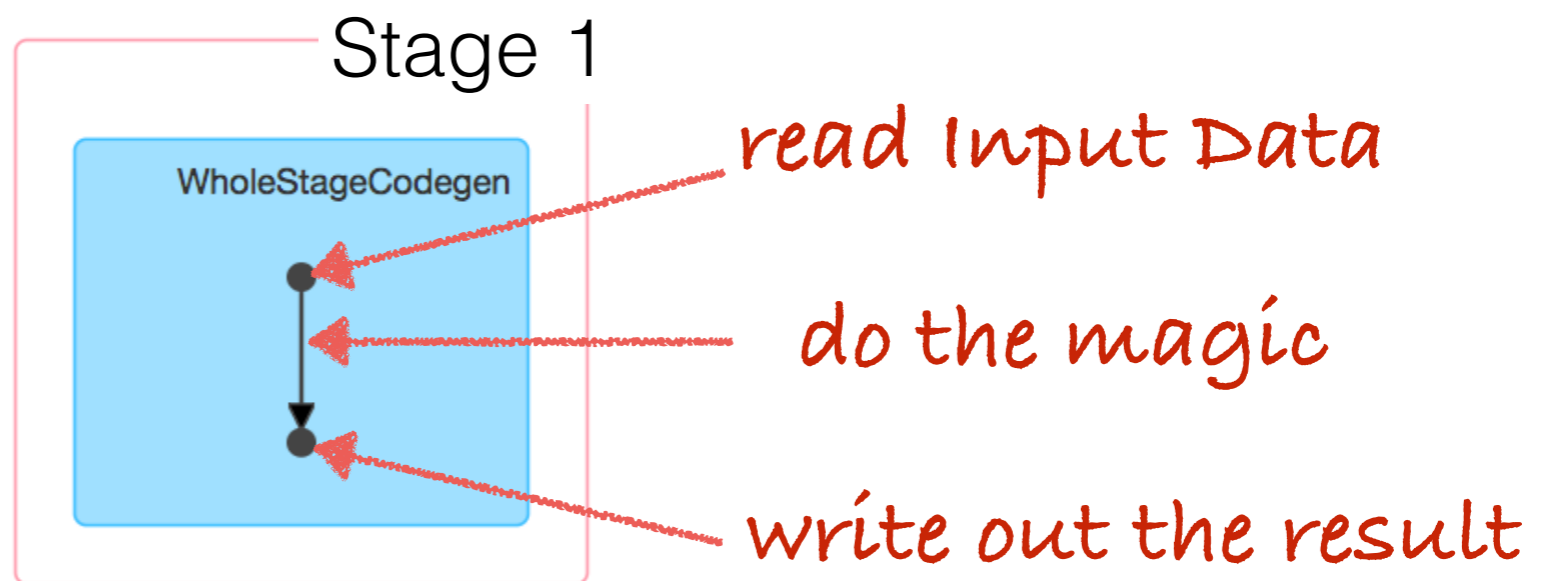 Stage 1
WholeStageCodegen
read Input Data
do the magic
write out the result